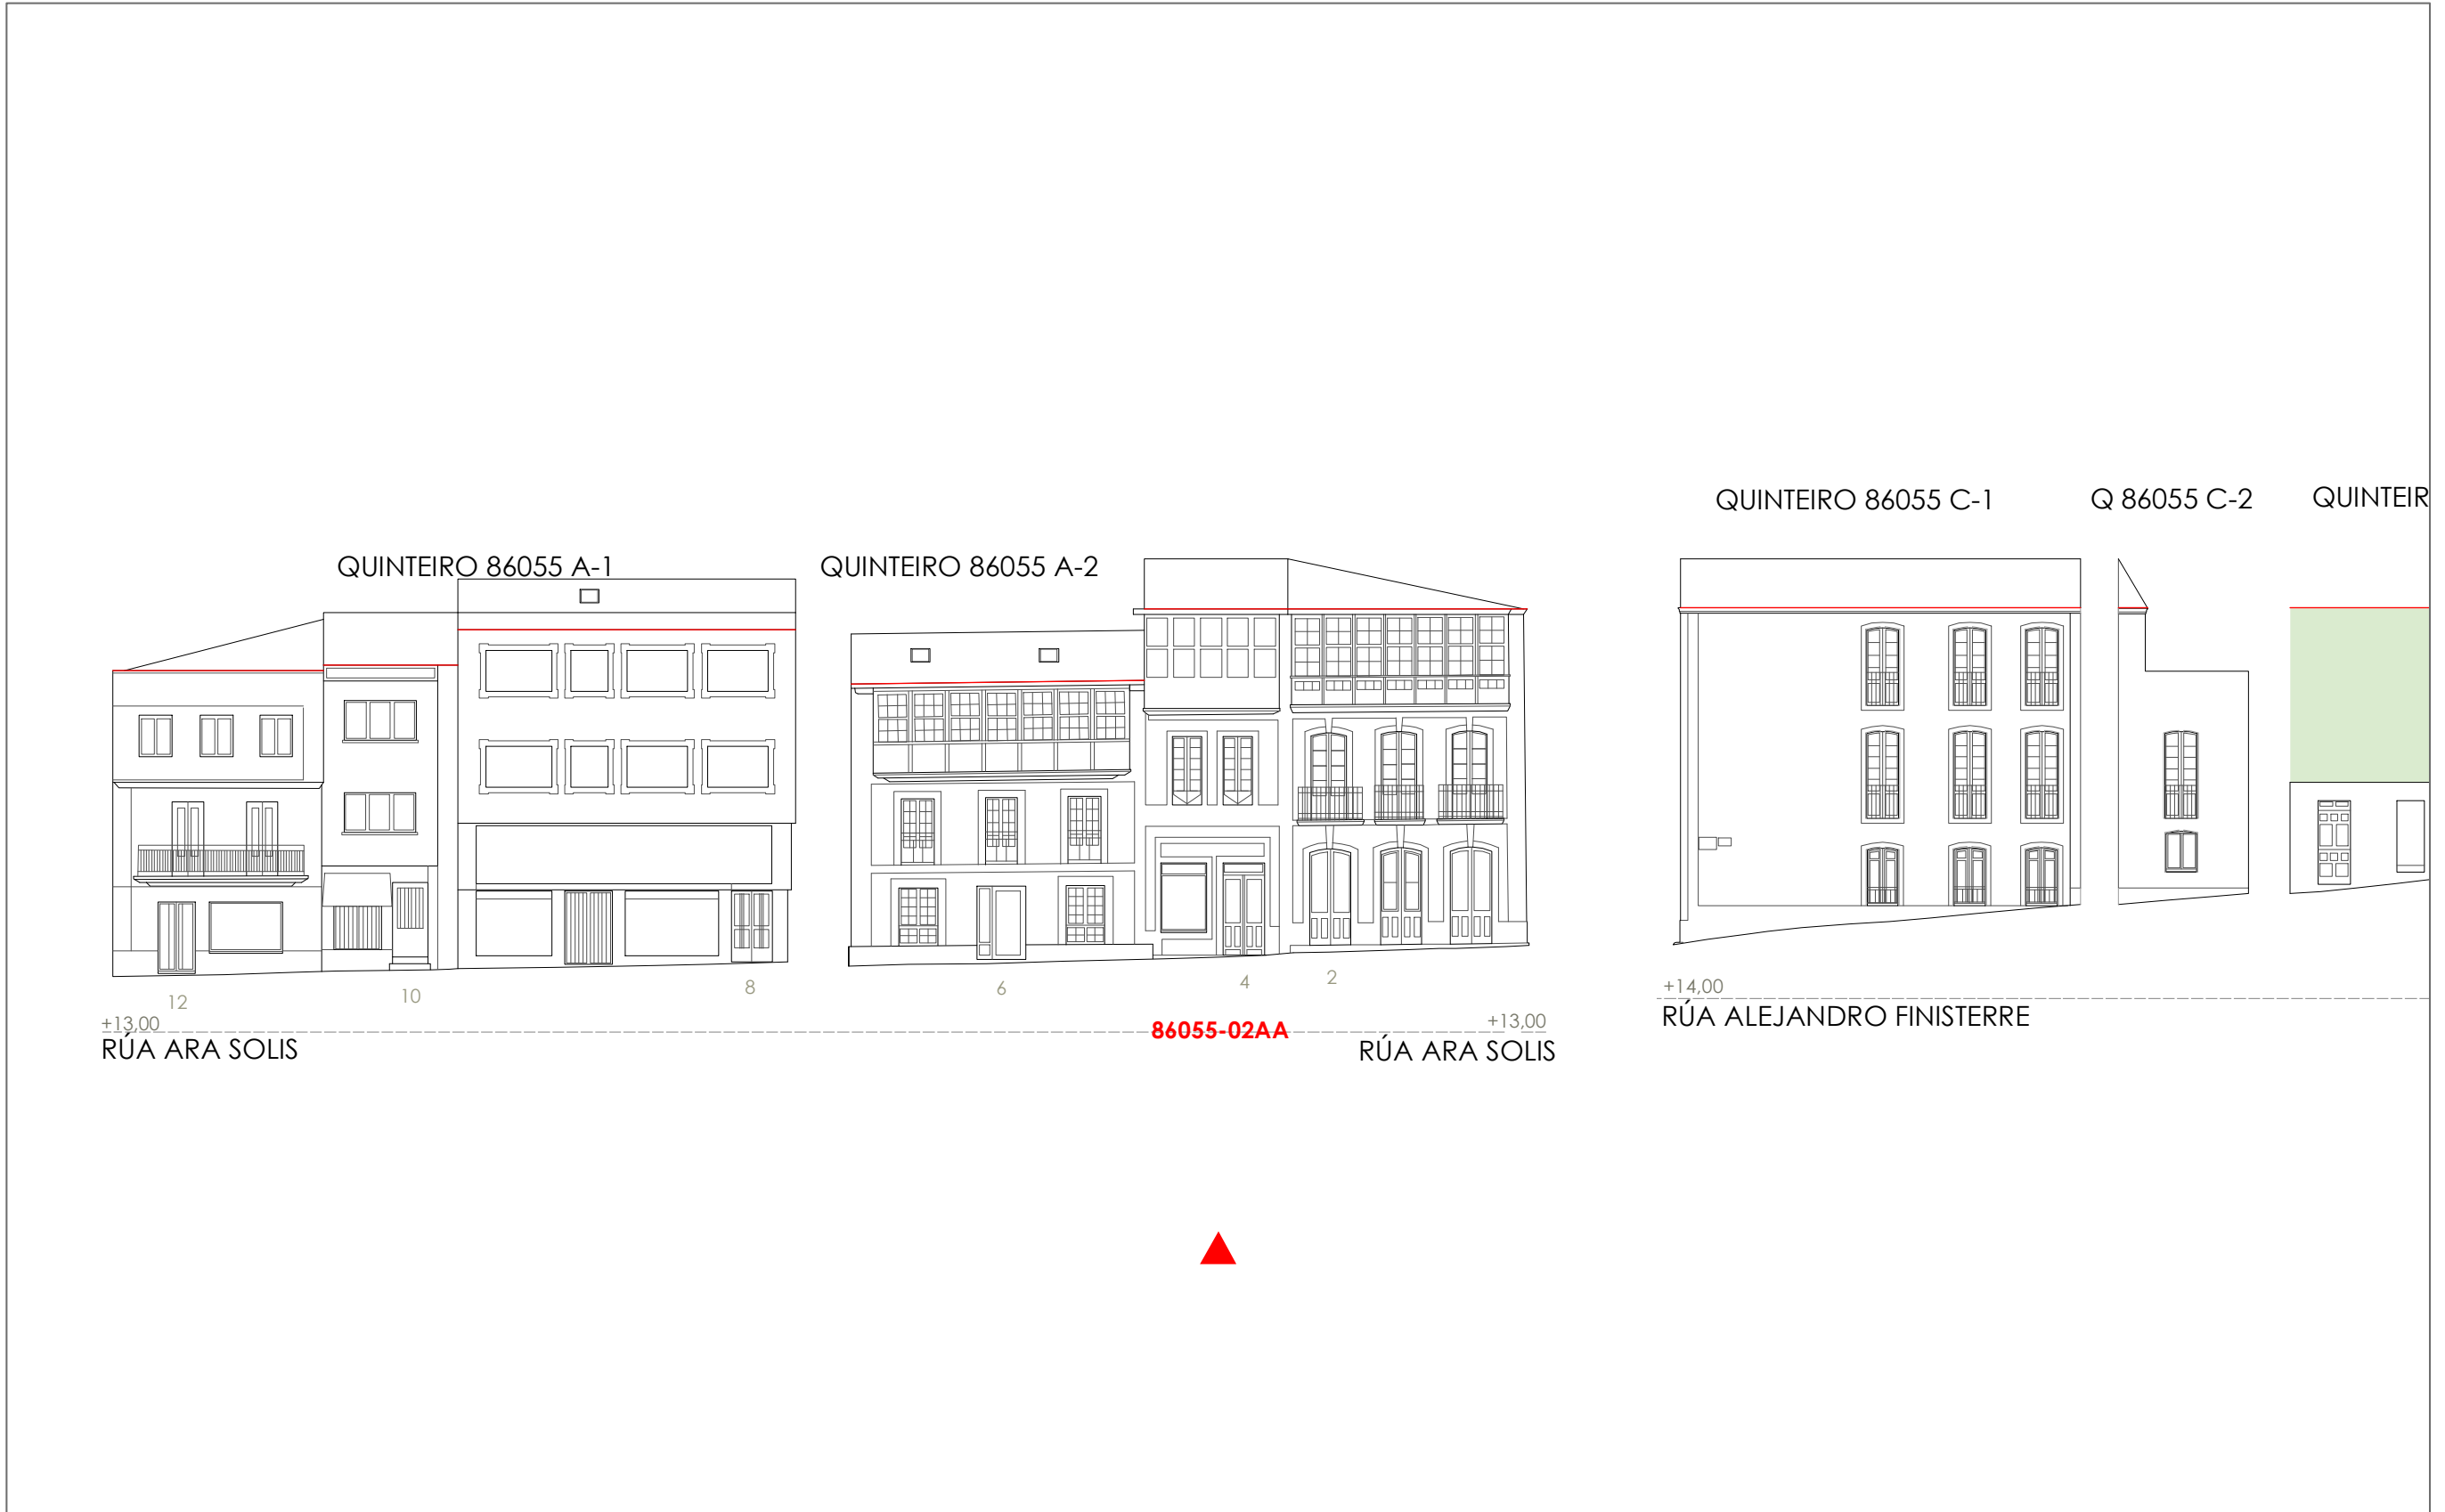 QUINTEIRO 86055 C-1
Q 86055 C-2
QUINTEIR
QUINTEIRO 86055 A-1
QUINTEIRO 86055 A-2
12
10
8
6
4
2
+13,00
RÚA ARA SOLIS
86055-02AA
+13,00
RÚA ARA SOLIS
+14,00
RÚA ALEJANDRO FINISTERRE